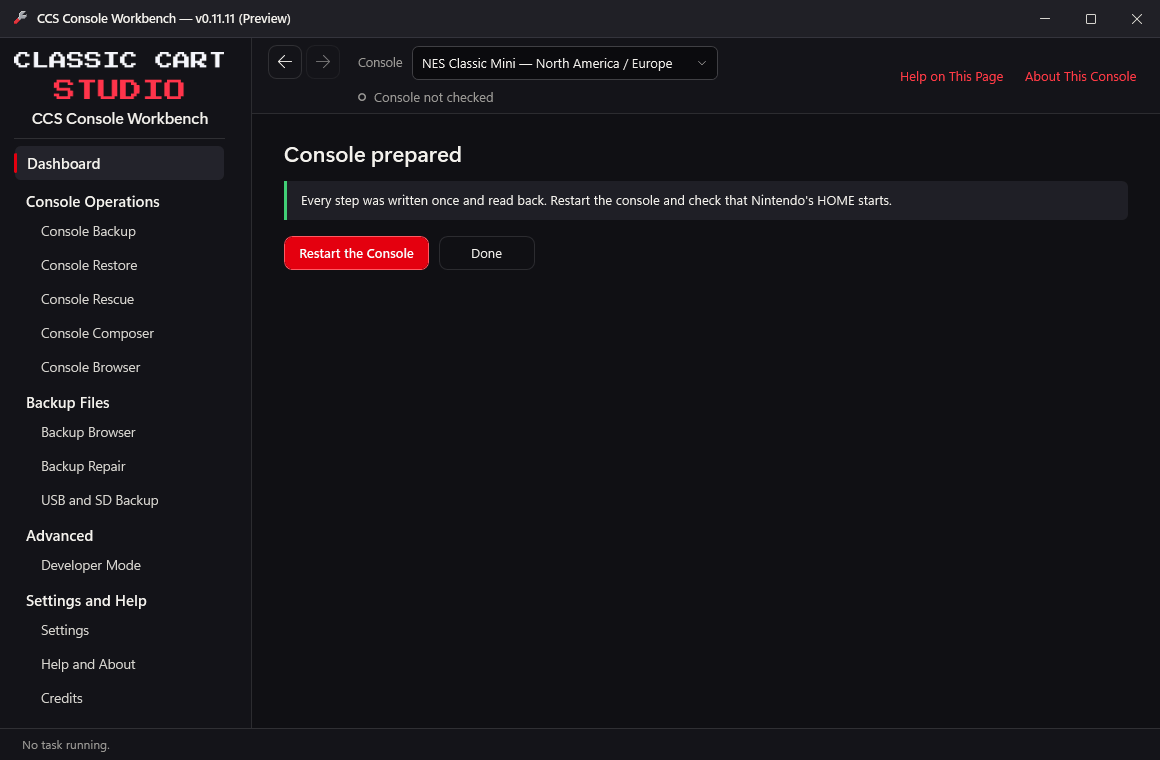 CCS Console Workbench — v0.11.11 (Preview)
CLASSIC CART
STUDIO
CCS Console Workbench
Dashboard
Console Operations
Console Backup
Console Restore
Console Rescue
Console Composer
Console Browser
Backup Files
Backup Browser
Backup Repair
USB and SD Backup
Advanced
Developer Mode
Settings and Help
Settings
Help and About
Credits
Console
NES Classic Mini — North America / Europe
Console not checked
Help on This Page
About This Console
Console prepared
Every step was written once and read back. Restart the console and check that Nintendo's HOME starts.
Restart the Console
Done
No task running.